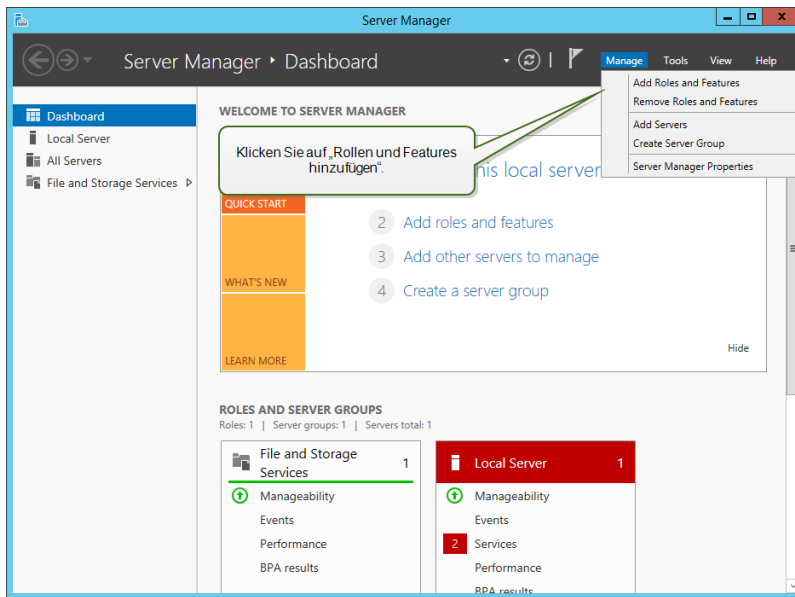 Server Manager
Server Manager • Dashboard
Manage Tools View Help
Add Roles and Features
Remove Roles and Features
Add Servers
Create Server Group
Server Manager Properties
Dashboard
Local Server
All Servers
File and Storage Services
WELCOME TO SERVER MANAGER
Klicken Sie auf „Rollen und Features
hinzufügen“.
his local server
QUICK START
2 Add roles and features
3 Add other servers to manage
WHAT'S NEW
4 Create a server group
Hide
LEARN MORE
ROLES AND SERVER GROUPS
Roles: 1 | Server groups: 1 | Servers total: 1
File and Storage
Services
1
Manageability
Events
Performance
BPA results
Local Server 1
Manageability
Events
2 Services
Performance
BPA results